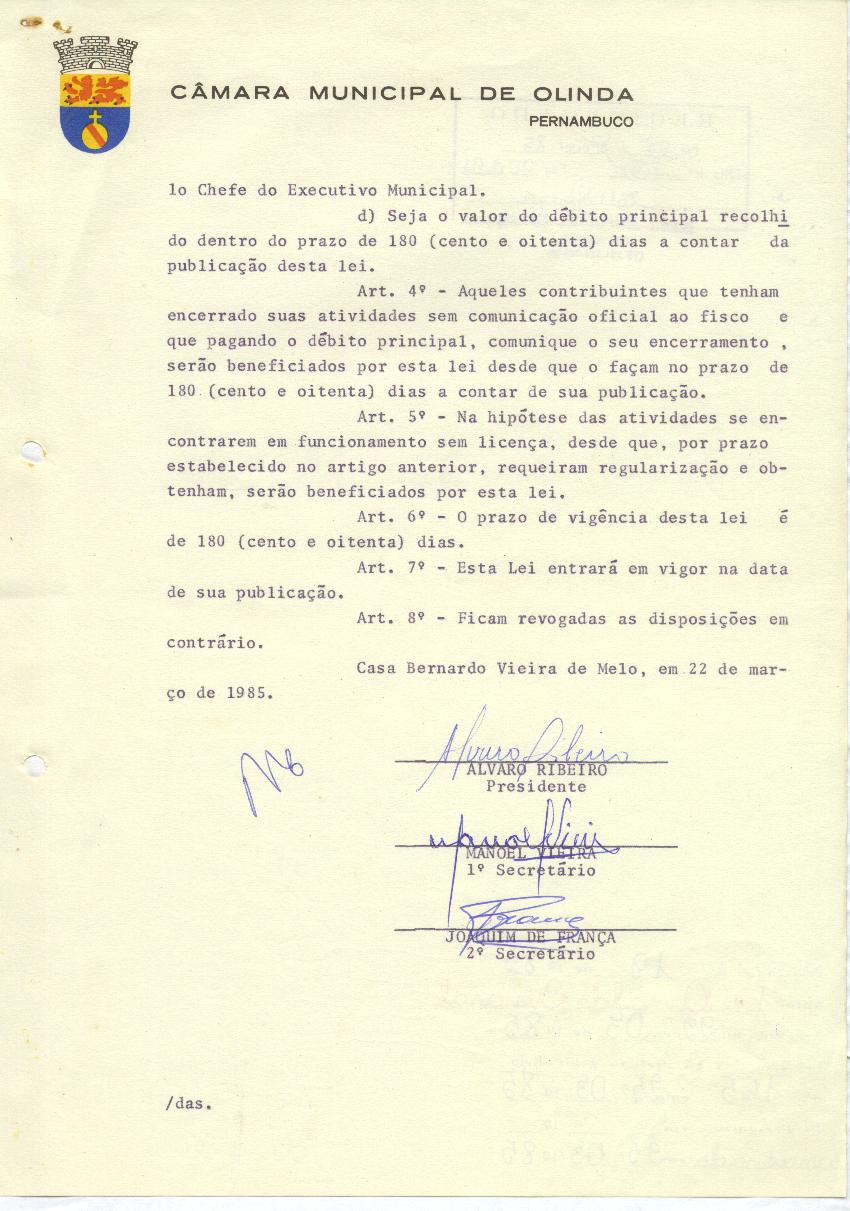 CÂMARA MUNICIPAL DE OLINDA
PERNAMBUCO
lo Chefe do Executivo Municipal.
d) Seja o valor do débito principal recolhi
do dentro do prazo de 180 (cento e oitenta) dias a contar da
publicação desta lei.
Art. 4º - Aqueles contribuintes que tenham
encerrado suas atividades sem comunicação oficial ao fisco e
que pagando o débito principal, comunique o seu encerramento ,
serão beneficiados por esta lei desde que o façam no prazo de
180 (cento e oitenta) dias a contar de sua publicação.
Art. 5º - Na hipótese das atividades se en-
contrarem em funcionamento sem licença, desde que, por prazo
estabelecido no artigo anterior, requeiram regularização e ob-
tenham, serão beneficiados por esta lei.
Art. 6º - O prazo de vigência desta lei é
de 180 (cento e oitenta) dias.
Art. 7º - Esta Lei entrará em vigor na data
de sua publicação.
Art. 8º - Ficam revogadas as disposições em
contrário.
Casa Bernardo Vieira de Melo, em 22 de mar-
ço de 1985.
Alvaro Ribeiro
ALVARO RIBEIRO
Presidente
Manoel Vieira
MANOEL VIEIRA
1º Secretário
JOAQUIM DE FRANÇA
2º Secretário
/das.